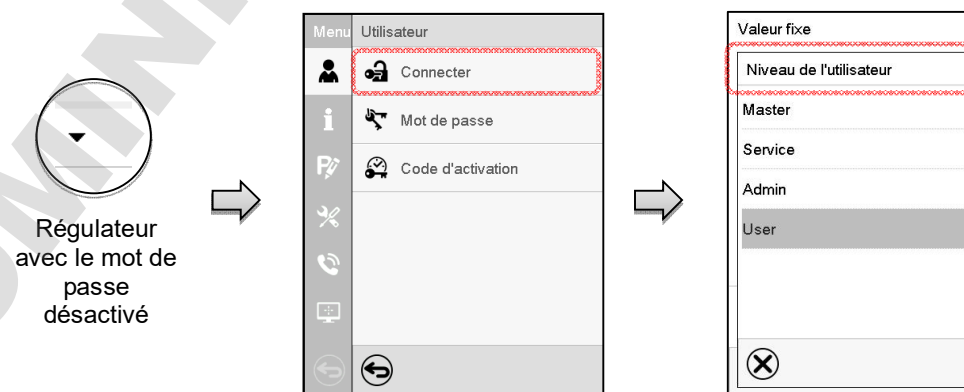 Régulateur
avec le mot de
passe
désactivé
Menu
Utilisateur
Connecter
Mot de passe
Code d'activation
Valeur fixe
Niveau de l'utilisateur
Master
Service
Admin
User